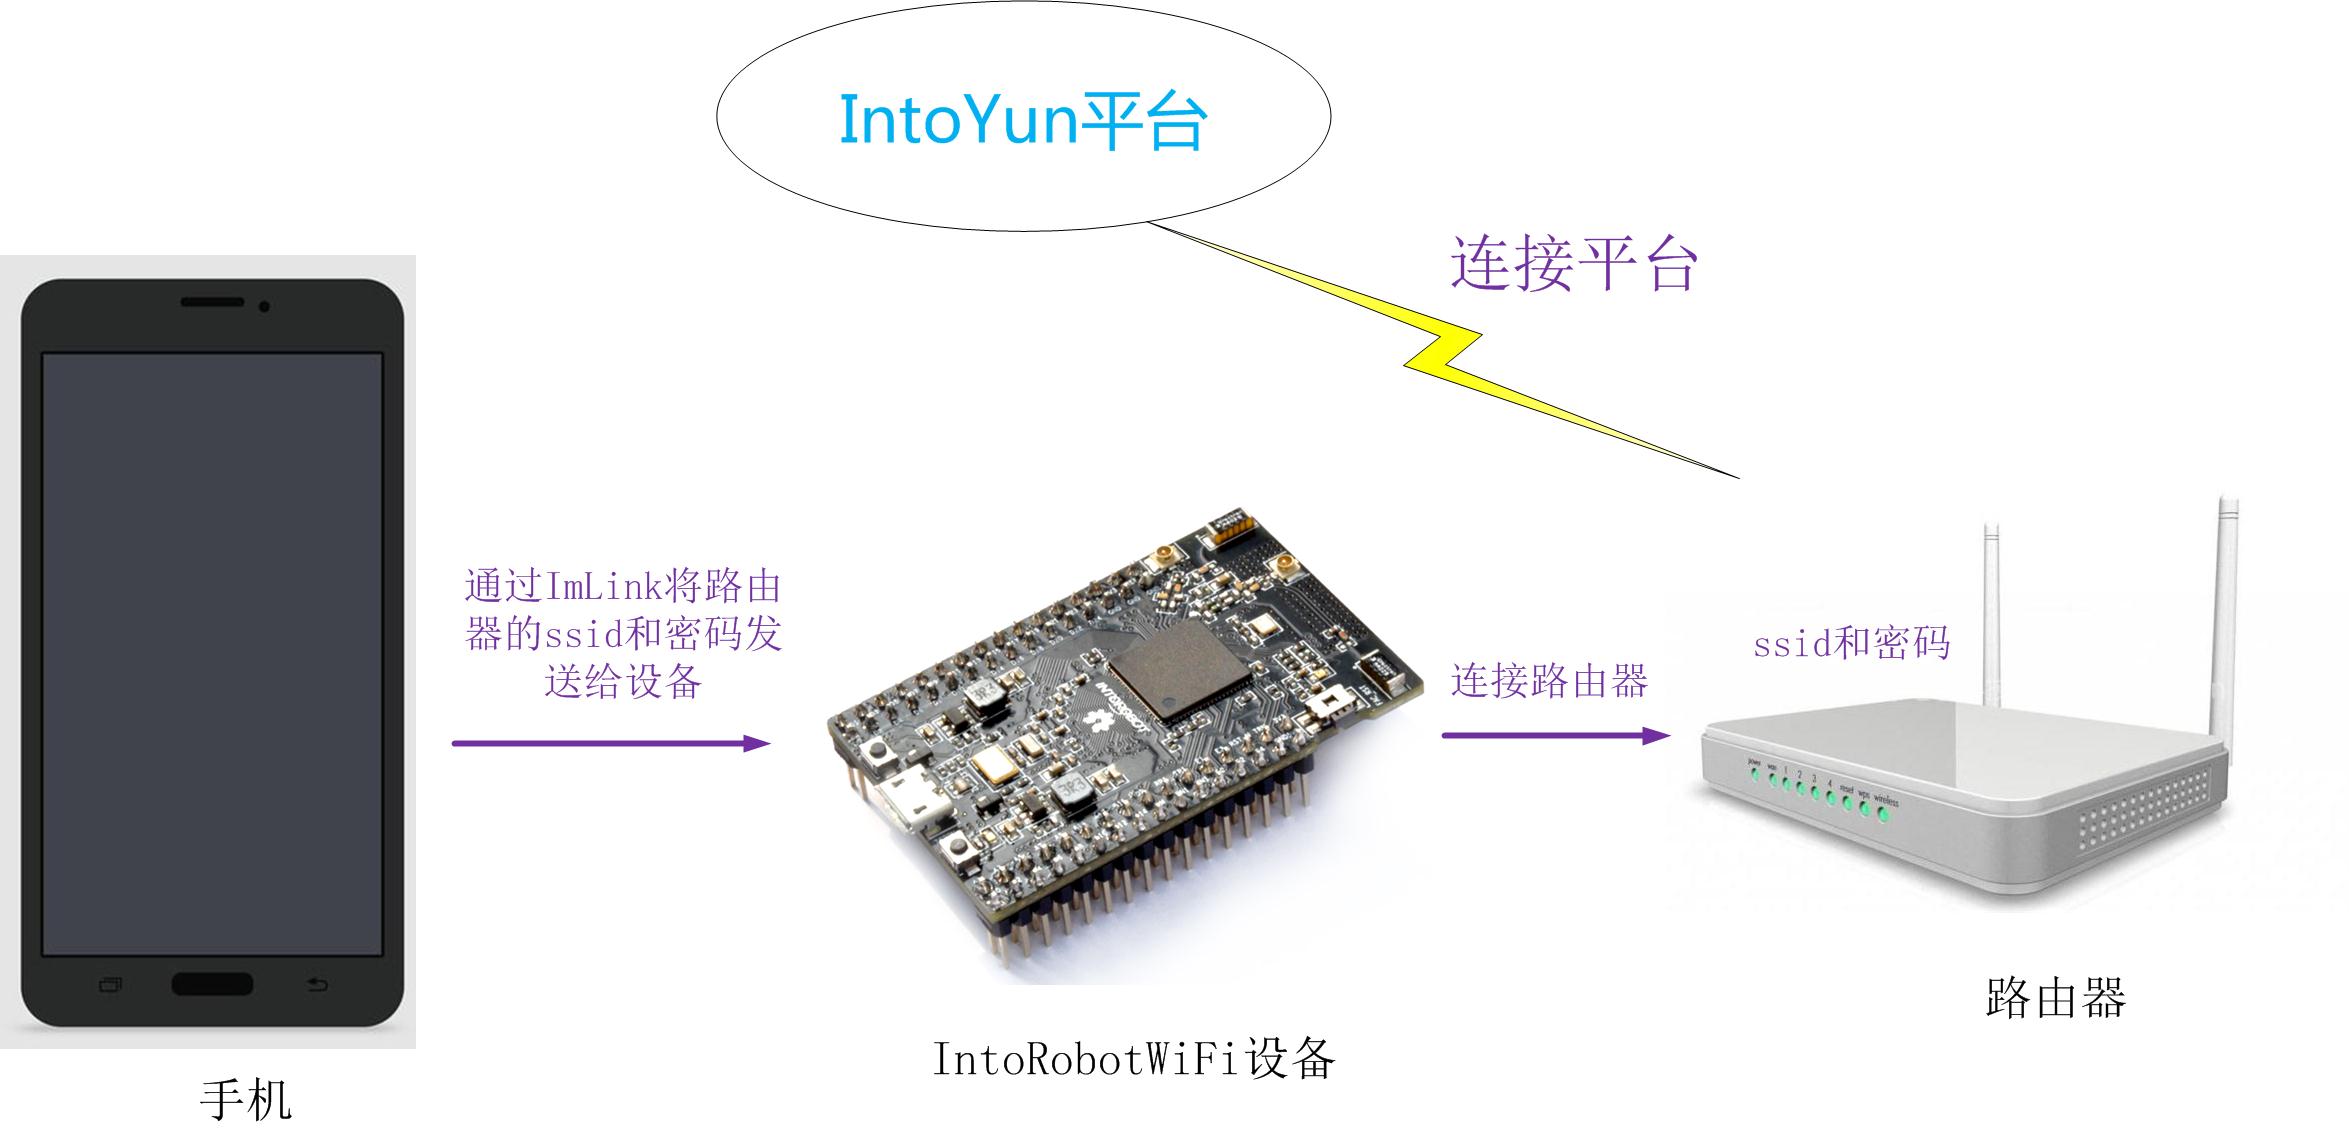 IntoYun平台
连接平台
通过ImLink将路由
器的ssid和密码发
送给设备
连接路由器
ssid和密码
3R3
3R3
INTOROBOT
power wan 1 2 3 4 reset wps wireless
路由器
IntoRobotWiFi设备
手机